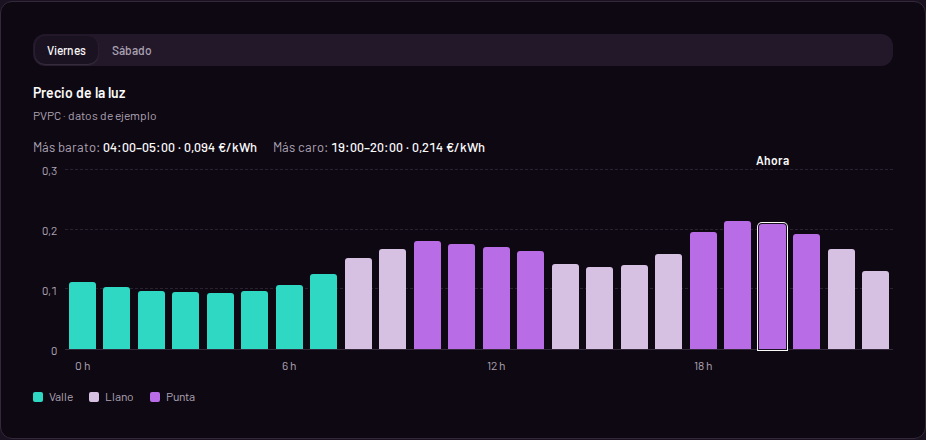 Viernes Sábado
Precio de la luz
PVPC · datos de ejemplo
Más barato: 04:00–05:00 · 0,094 €/kWh Más caro: 19:00–20:00 · 0,214 €/kWh
Ahora
0,3
0,2
0,1
0
0 h 6 h 12 h 18 h
Valle Llano Punta